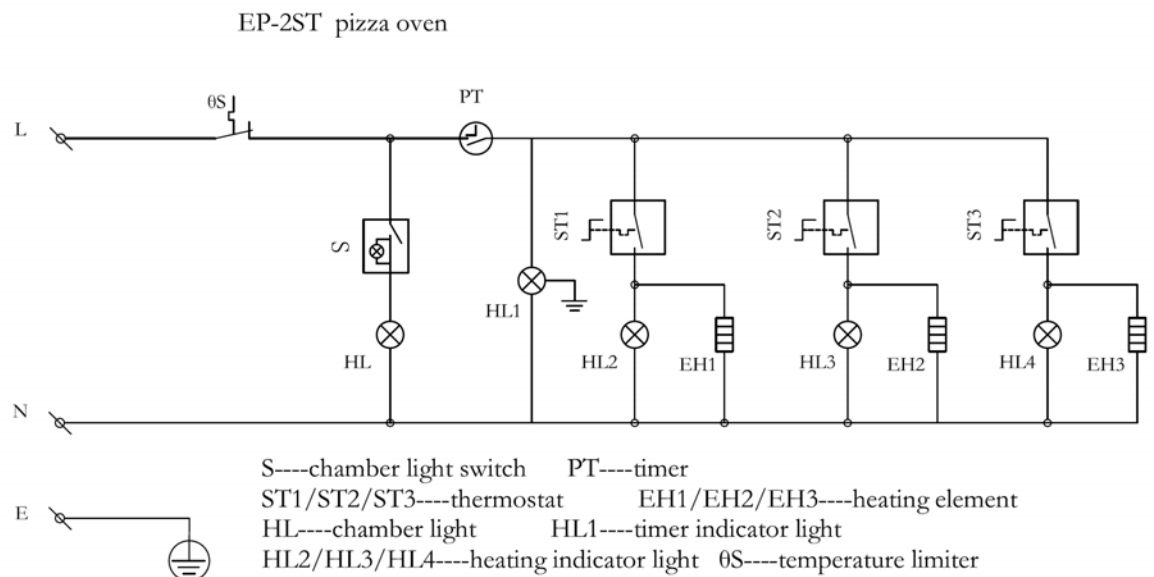 EP-2ST pizza oven
θS
PT
L
ST1
ST2
ST3
S
HL1
HL
HL2
EH1
HL3
EH2
HL4
EH3
N
S----chamber light switch PT----timer
ST1/ST2/ST3----thermostat EH1/EH2/EH3----heating element
E
HL----chamber light HL1----timer indicator light
HL2/HL3/HL4----heating indicator light θS----temperature limiter